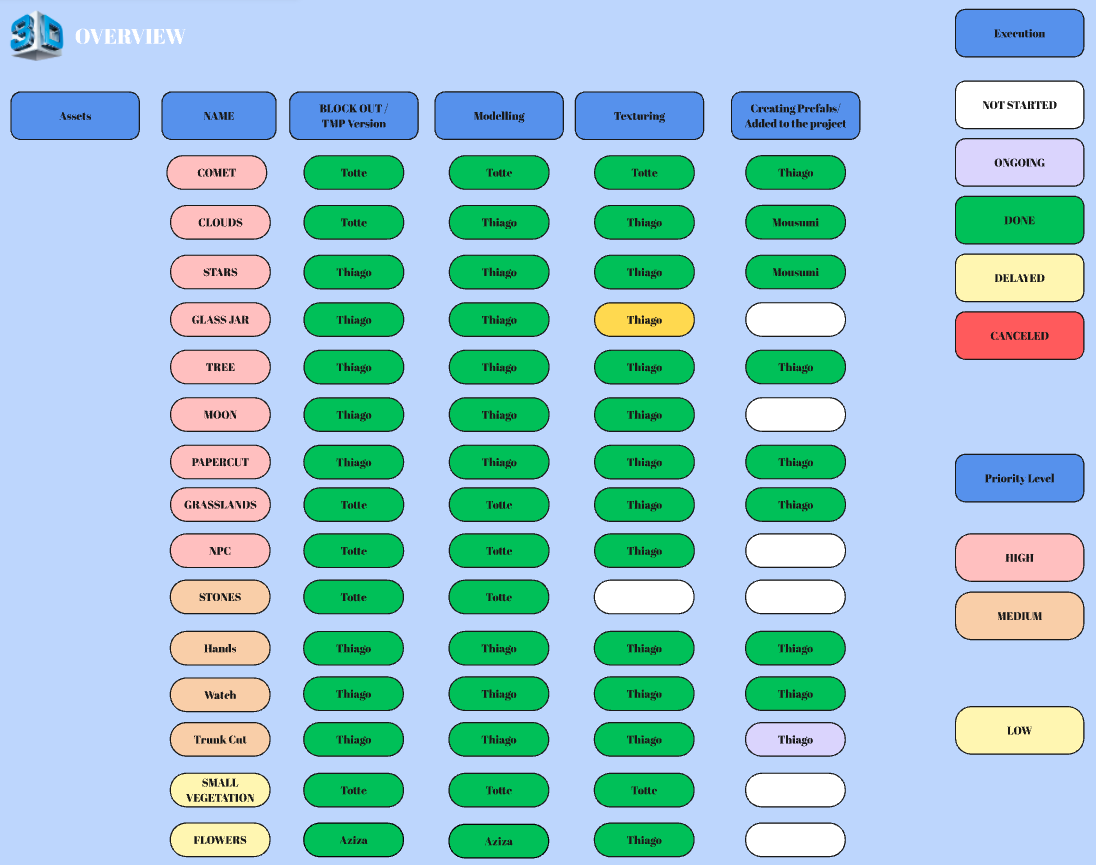 3D OVERVIEW
Execution
Assets
NAME
BLOCK OUT /
TMP Version
Modelling
Texturing
Creating Prefabs/
Added to the project
NOT STARTED
ONGOING
DONE
DELAYED
CANCELED
COMET Totte Totte Totte Thiago
CLOUDS Totte Thiago Thiago Mousumi
STARS Thiago Thiago Thiago Mousumi
GLASS JAR Thiago Thiago Thiago
TREE Thiago Thiago Thiago Thiago
MOON Thiago Thiago Thiago
PAPERCUT Thiago Thiago Thiago Thiago
GRASSLANDS Totte Totte Thiago Thiago
NPC Totte Totte Thiago
STONES Totte Totte
Hands Thiago Thiago Thiago Thiago
Watch Thiago Thiago Thiago Thiago
Trunk Cut Thiago Thiago Thiago Thiago
SMALL
VEGETATION Totte Totte Totte
FLOWERS Aziza Aziza Thiago
Priority Level
HIGH
MEDIUM
LOW